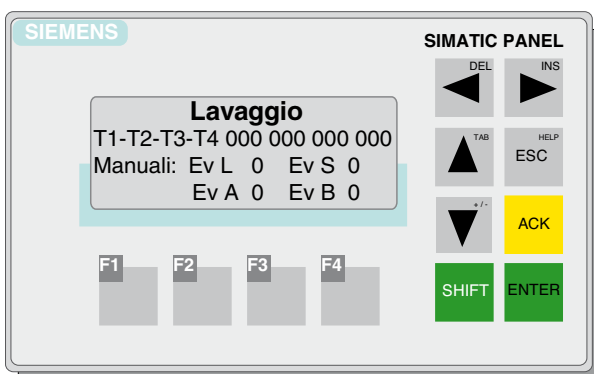 SIEMENS
SIMATIC PANEL
DEL
INS
Lavaggio
T1-T2-T3-T4 000 000 000 000
Manuali: Ev L 0 Ev S 0
Ev A 0 Ev B 0
TAB
HELP
ESC
+ / -
ACK
F1 F2 F3 F4
SHIFT
ENTER